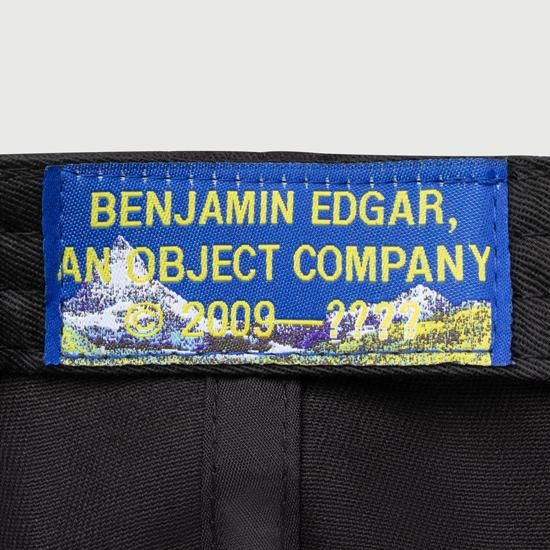 BENJAMIN EDGAR,
AN OBJECT COMPANY
© 2009—????